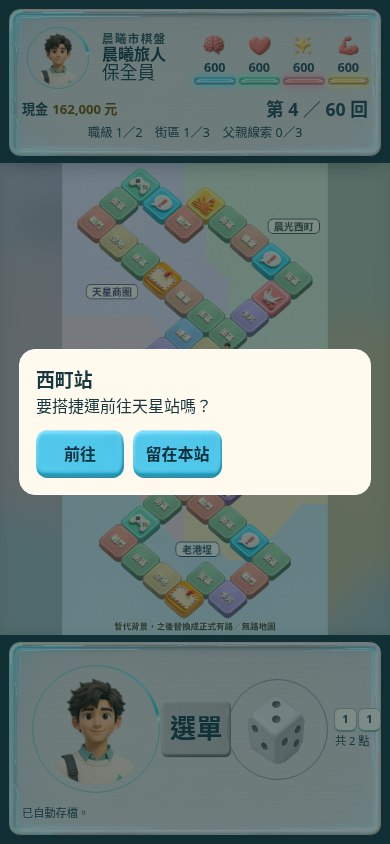 晨曦市棋盤
晨曦旅人
保全員
600 600 600 600
現金 162,000 元
第 4 ／ 60 回
職級 1／2 街區 1／3 父親線索 0／3
晨光西町
天星商圈
西町站
要搭捷運前往天星站嗎？
前往 留在本站
老港埕
暫代背景，之後替換成正式有路／無路地圖
選單
1 1
共 2 點
已自動存檔。